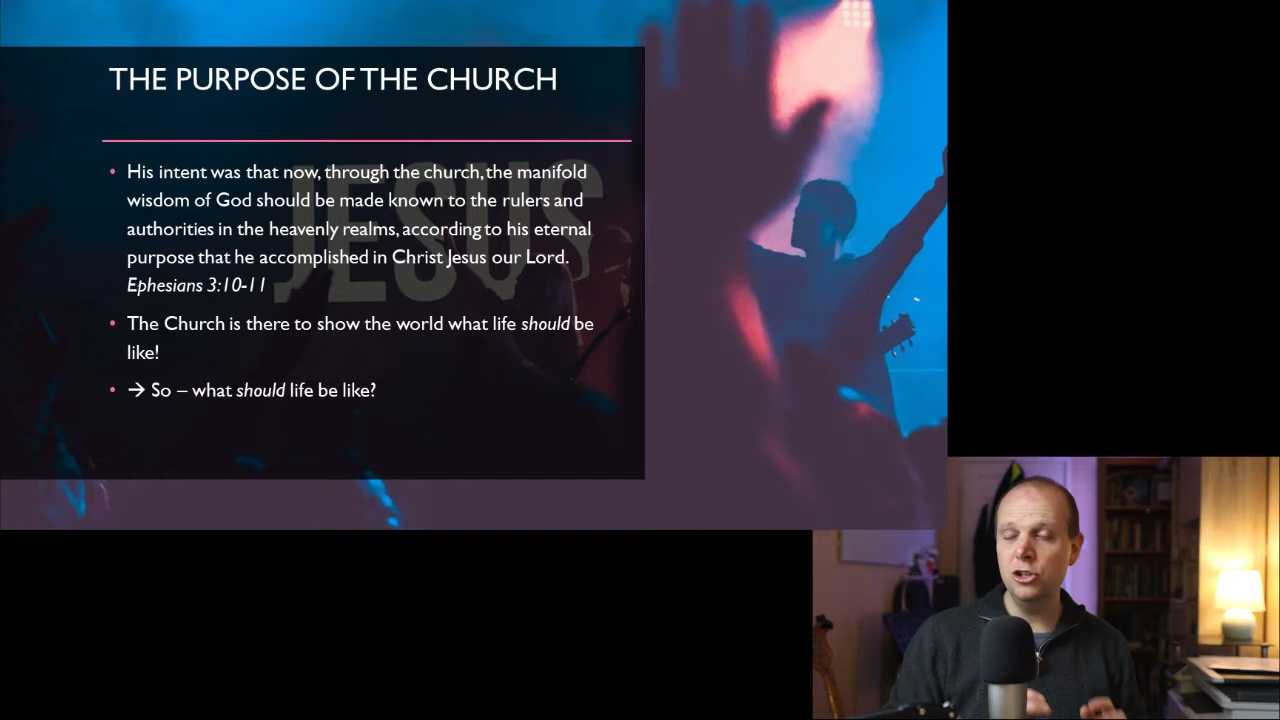 THE PURPOSE OF THE CHURCH
• His intent was that now, through the church, the manifold
wisdom of God should be made known to the rulers and
authorities in the heavenly realms, according to his eternal
purpose that he accomplished in Christ Jesus our Lord.
Ephesians 3:10-11
• The Church is there to show the world what life should be
like!
• → So – what should life be like?
JESUS